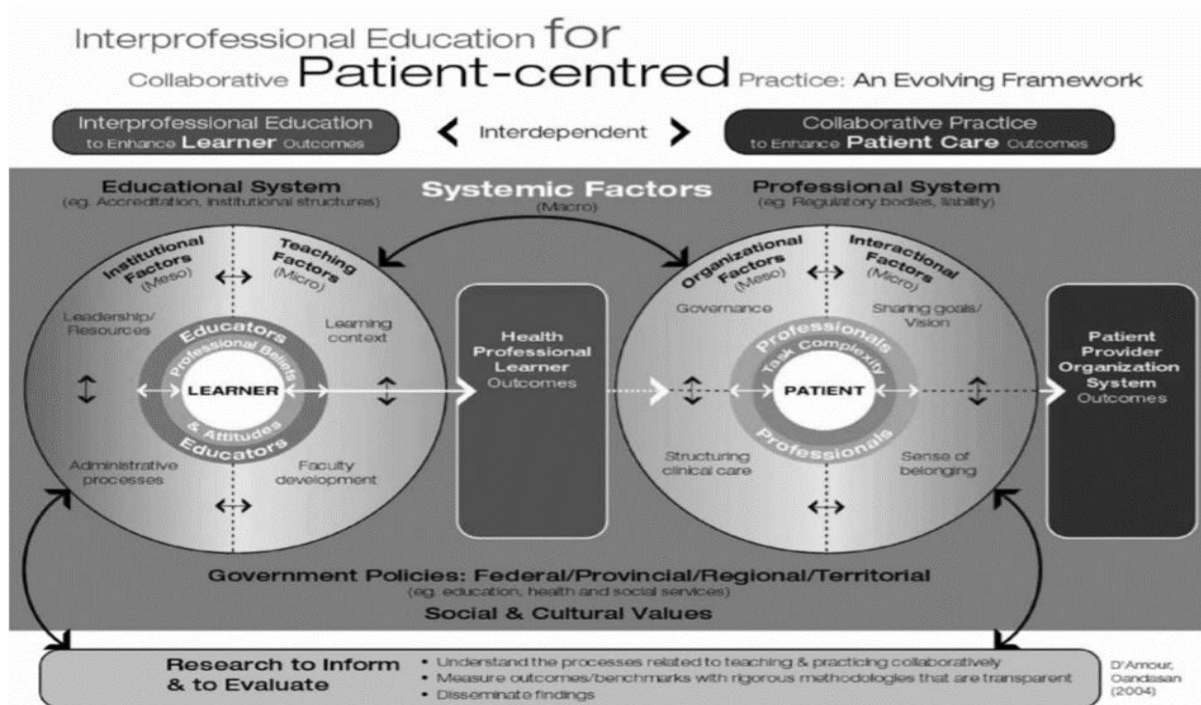 Interprofessional Education for
Collaborative Patient-centred Practice: An Evolving Framework
Interprofessional Education
to Enhance Learner Outcomes
< Interdependent >
Collaborative Practice
to Enhance Patient Care Outcomes
Educational System
(eg. Accreditation, institutional structures)
Systemic Factors
(Macro)
Professional System
(eg. Regulatory bodies, liability)
Institutional
Factors
(Meso)
Teaching
Factors
(Micro)
Leadership/
Resources
Learning
context
Educators
Professional Beliefs
LEARNER
& Attitudes
Educators
Administrative
processes
Faculty
development
Health
Professional
Learner
Outcomes
Organizational
Factors
(Meso)
Interactional
Factors
(Micro)
Governance
Sharing goals/
Vision
Professionals
Task Complexity
PATIENT
Professionals
Structuring
clinical care
Sense of
belonging
Patient
Provider
Organization
System
Outcomes
Government Policies: Federal/Provincial/Regional/Territorial
(eg. education, health and social services)
Social & Cultural Values
Research to Inform
& to Evaluate
• Understand the processes related to teaching & practicing collaboratively
• Measure outcomes/benchmarks with rigorous methodologies that are transparent
• Disseminate findings
D'Amour,
Oandasan
(2004)